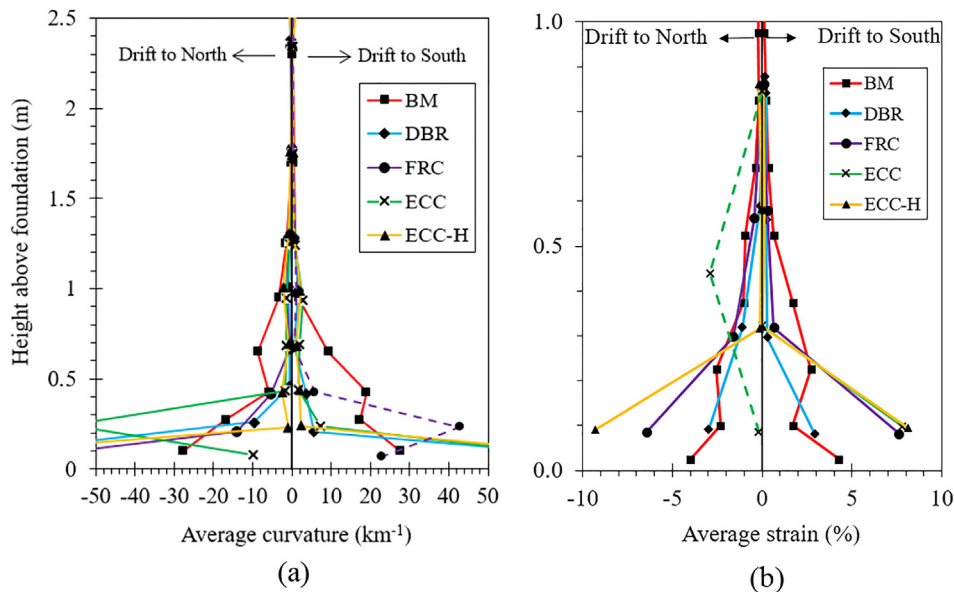 2.5
2
1.5
1
0.5
0
Height above foundation (m)
Drift to North
Drift to South
BM
DBR
FRC
ECC
ECC-H
-50 -40 -30 -20 -10 0 10 20 30 40 50
Average curvature (km-1)
(a)
1.0
0.5
0.0
Drift to North
Drift to South
BM
DBR
FRC
ECC
ECC-H
-10 -5 0 5 10
Average strain (%)
(b)